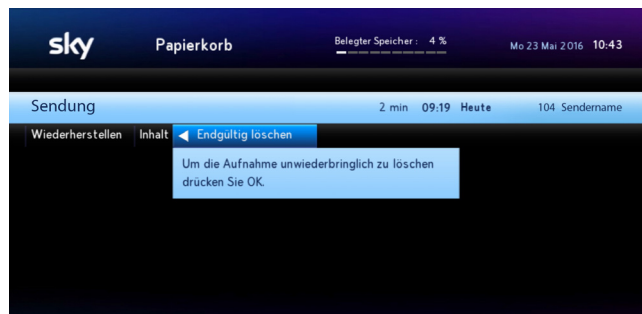 sky Papierkorb Belegter Speicher : 4 % Mo 23 Mai 2016 10:43
Sendung 2 min 09:19 Heute 104 Sendername
Wiederherstellen Inhalt Endgültig löschen
Um die Aufnahme unwiederbringlich zu löschen
drücken Sie OK.